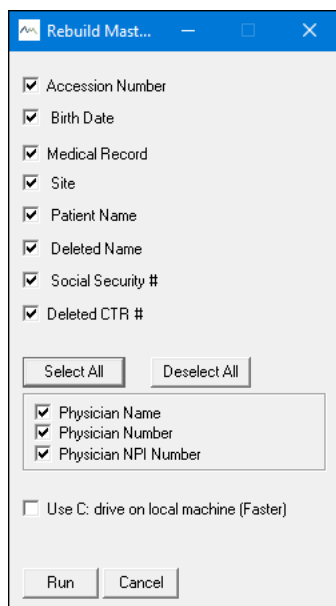 Rebuild Mast...
Accession Number
Birth Date
Medical Record
Site
Patient Name
Deleted Name
Social Security #
Deleted CTR #
Select All Deselect All
Physician Name
Physician Number
Physician NPI Number
Use C: drive on local machine (Faster)
Run Cancel